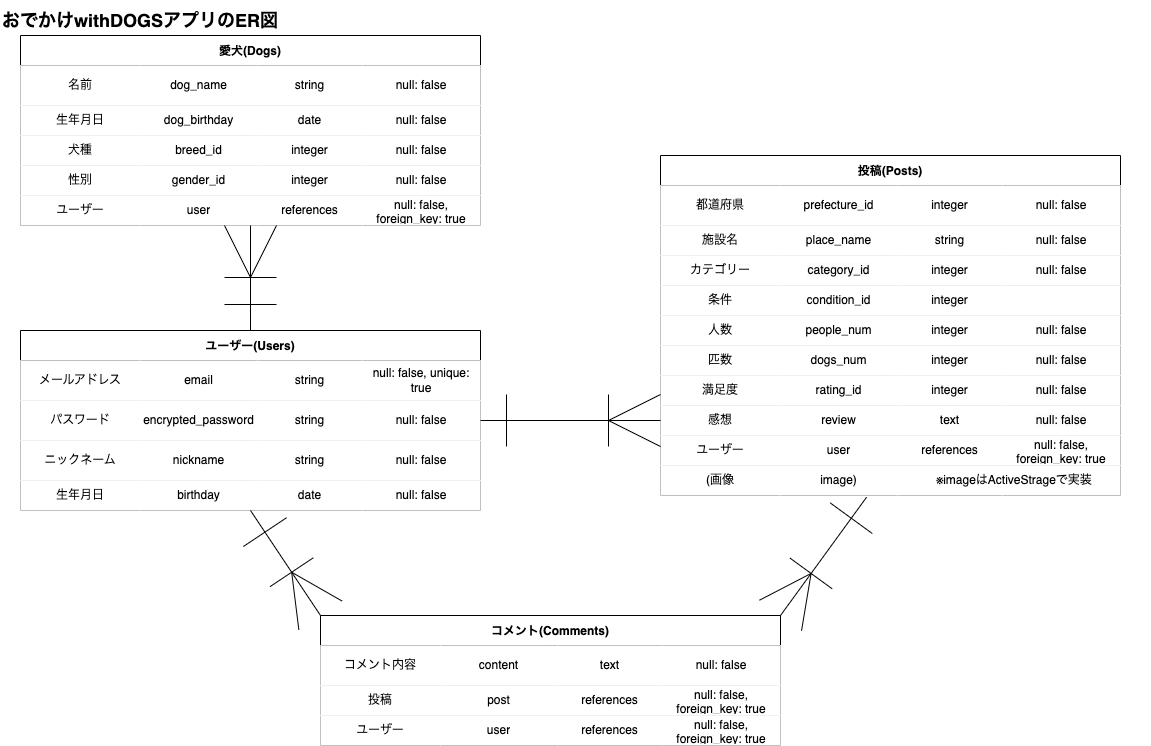 おでかけwithDOGSアプリのER図
愛犬(Dogs)
名前 dog_name string null: false
生年月日 dog_birthday date null: false
犬種 breed_id integer null: false
性別 gender_id integer null: false
ユーザー user references null: false,
foreign_key: true
ユーザー(Users)
メールアドレス email string null: false, unique:
true
パスワード encrypted_password string null: false
ニックネーム nickname string null: false
生年月日 birthday date null: false
投稿(Posts)
都道府県 prefecture_id integer null: false
施設名 place_name string null: false
カテゴリー category_id integer null: false
条件 condition_id integer
人数 people_num integer null: false
匹数 dogs_num integer null: false
満足度 rating_id integer null: false
感想 review text null: false
ユーザー user references null: false,
foreign_key: true
(画像 image) ※imageはActiveStrageで実装
コメント(Comments)
コメント内容 content text null: false
投稿 post references null: false,
foreign_key: true
ユーザー user references null: false,
foreign_key: true